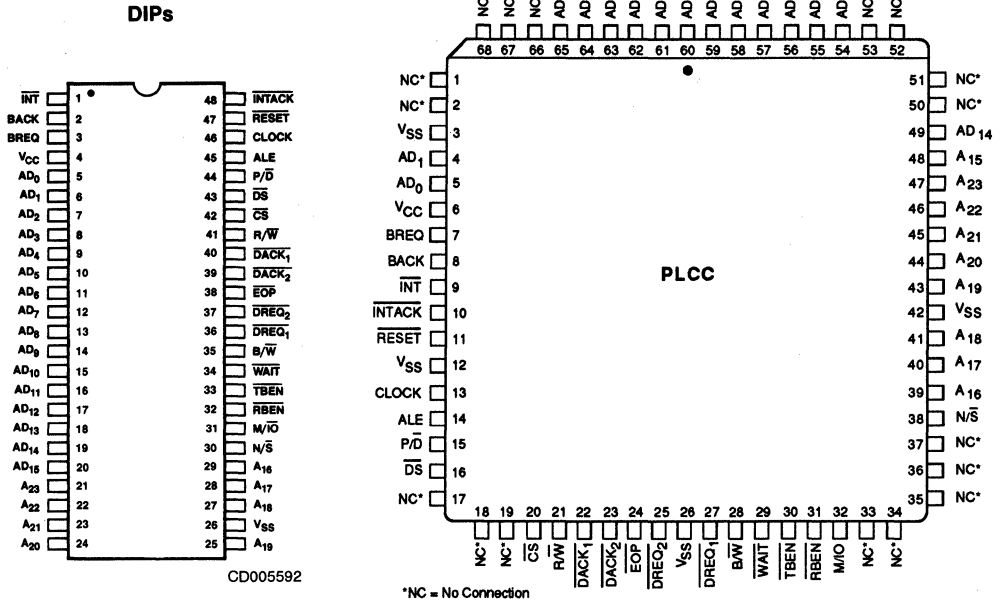 DIPs
INT 1 48 INTACK
BACK 2 47 RESET
BREQ 3 46 CLOCK
VCC 4 45 ALE
AD0 5 44 P/D
AD1 6 43 DS
AD2 7 42 CS
AD3 8 41 R/W
AD4 9 40 DACK1
AD5 10 39 DACK2
AD6 11 38 EOP
AD7 12 37 DREQ2
AD8 13 36 DREQ1
AD9 14 35 B/W
AD10 15 34 WAIT
AD11 16 33 TBEN
AD12 17 32 RBEN
AD13 18 31 M/IO
AD14 19 30 N/S
AD15 20 29 A16
A23 21 28 A17
A22 22 27 A18
A21 23 26 VSS
A20 24 25 A19
CD005592
NC NC NC AD AD AD AD AD AD AD AD AD AD AD AD NC NC
68 67 66 65 64 63 62 61 60 59 58 57 56 55 54 53 52
NC* 1 51 NC*
NC* 2 50 NC*
VSS 3 49 AD14
AD1 4 48 A15
AD0 5 47 A23
VCC 6 46 A22
BREQ 7 45 A21
BACK 8 44 A20
INT 9 43 A19
INTACK 10 42 VSS
RESET 11 41 A18
VSS 12 40 A17
CLOCK 13 39 A16
ALE 14 38 N/S
P/D 15 37 NC*
DS 16 36 NC*
NC* 17 35 NC*
PLCC
18 19 20 21 22 23 24 25 26 27 28 29 30 31 32 33 34
NC* NC* CS R/W DACK1 DACK2 EOP DREQ2 VSS DREQ1 B/W WAIT TBEN RBEN M/IO NC* NC*
*NC = No Connection